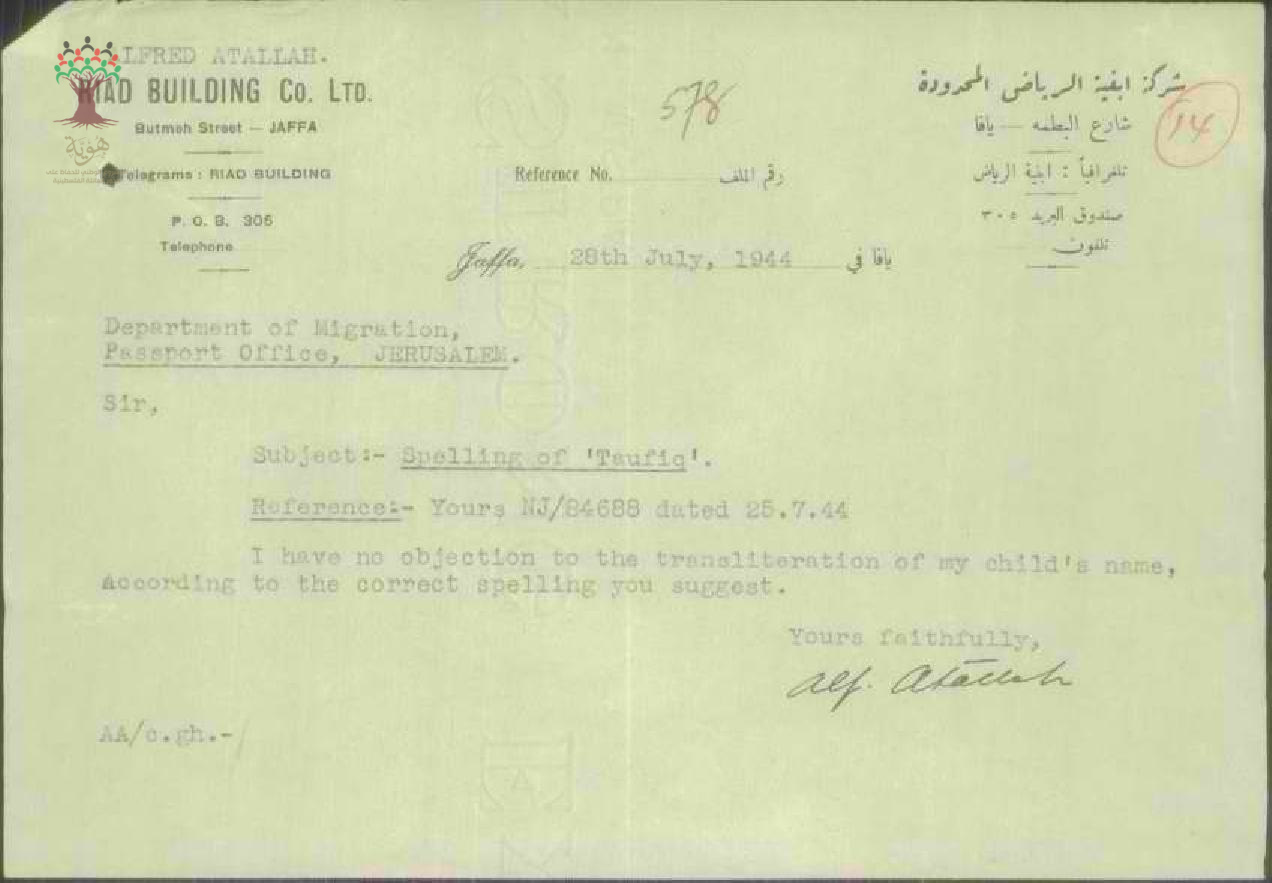 ALFRED ATALLAH.
RIAD BUILDING Co. LTD.
Butmeh Street — JAFFA
Telegrams : RIAD BUILDING
P. O. B. 305
Telephone
578
Reference No. رقم الملف
شركة ابنية الرياض المحدودة
شارع البطمه — يافا
تلغرافياً : ابنية الرياض
صندوق البريد ٣٠٥
تلفون
14
هوية
Jaffa, 28th July, 1944 يافا في
Department of Migration,
Passport Office, JERUSALEM.
Sir,
Subject:- Spelling of 'Taufiq'.
Reference:- Yours NJ/84688 dated 25.7.44
I have no objection to the transliteration of my child's name,
according to the correct spelling you suggest.
Yours faithfully,
Alf. Atallah
AA/c.gh.-